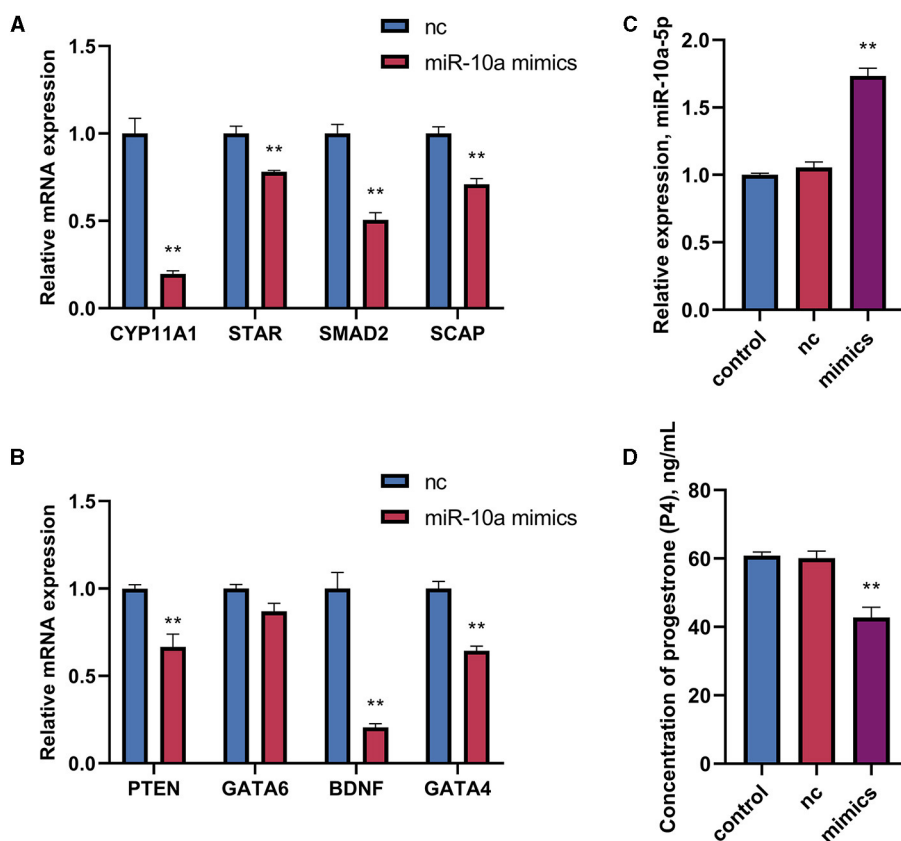 A
nc
miR-10a mimics
Relative mRNA expression
1.5
1.0
0.5
0.0
**
**
**
**
CYP11A1 STAR SMAD2 SCAP
C
Relative expression, miR-10a-5p
2.0
1.5
1.0
0.5
0.0
**
control nc mimics
B
nc
miR-10a mimics
Relative mRNA expression
1.5
1.0
0.5
0.0
**
**
**
PTEN GATA6 BDNF GATA4
D
Concentration of progestrone (P4), ng/mL
80
60
40
20
0
**
control nc mimics